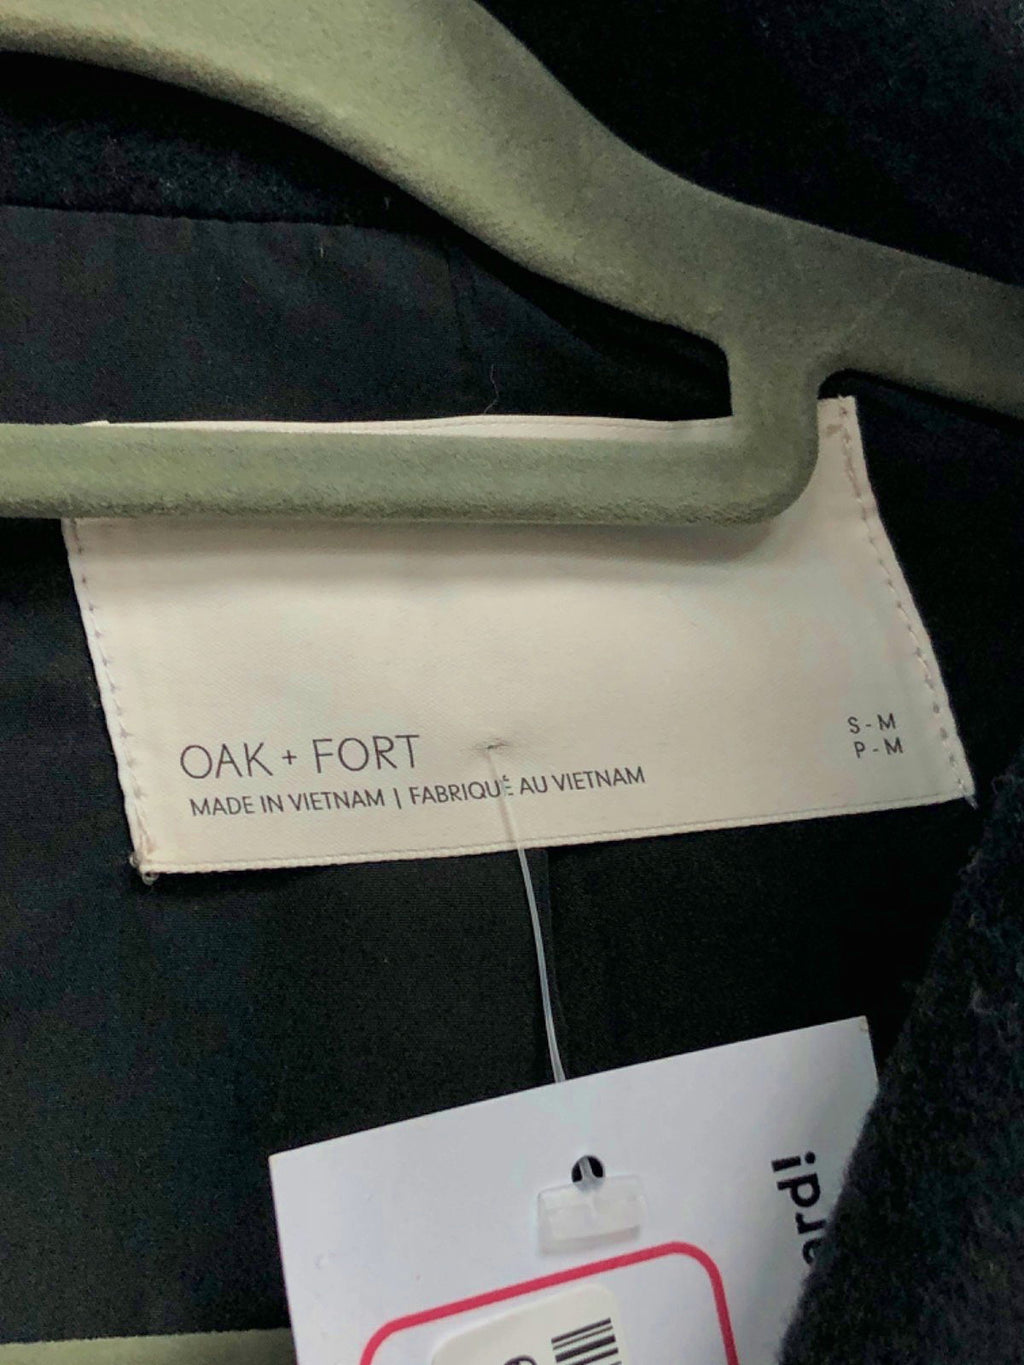 OAK + FORT
MADE IN VIETNAM | FABRIQUÉ AU VIETNAM
S - M
P - M